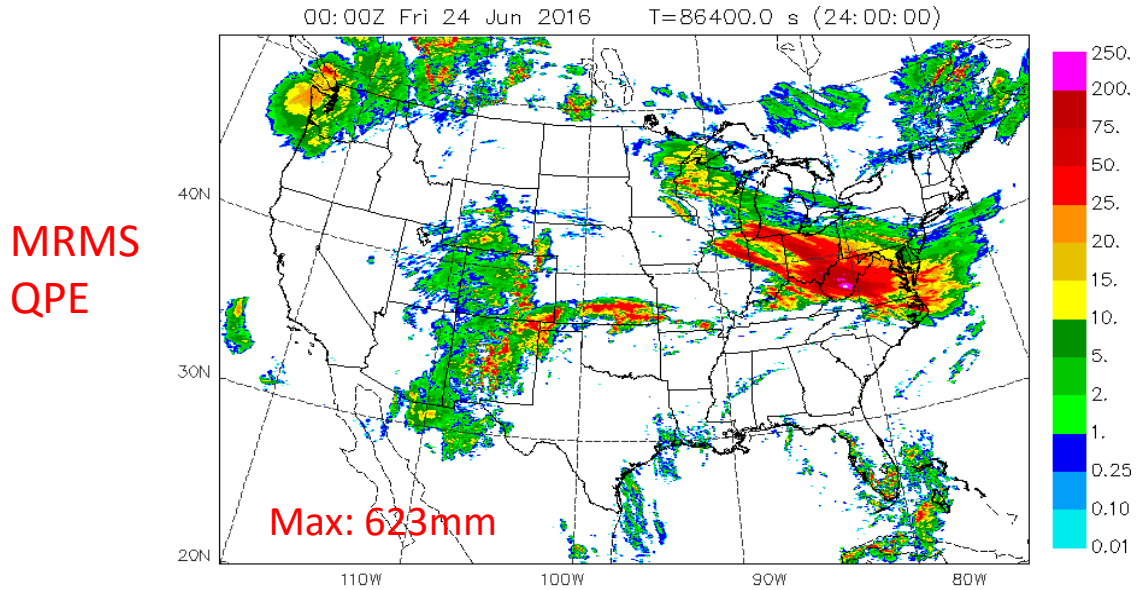 00:00Z Fri 24 Jun 2016 T=86400.0 s (24:00:00)
MRMS
QPE
Max: 623mm
40N
30N
20N
110W 100W 90W 80W
250.
200.
75.
50.
25.
20.
15.
10.
5.
2.
1.
0.25
0.10
0.01